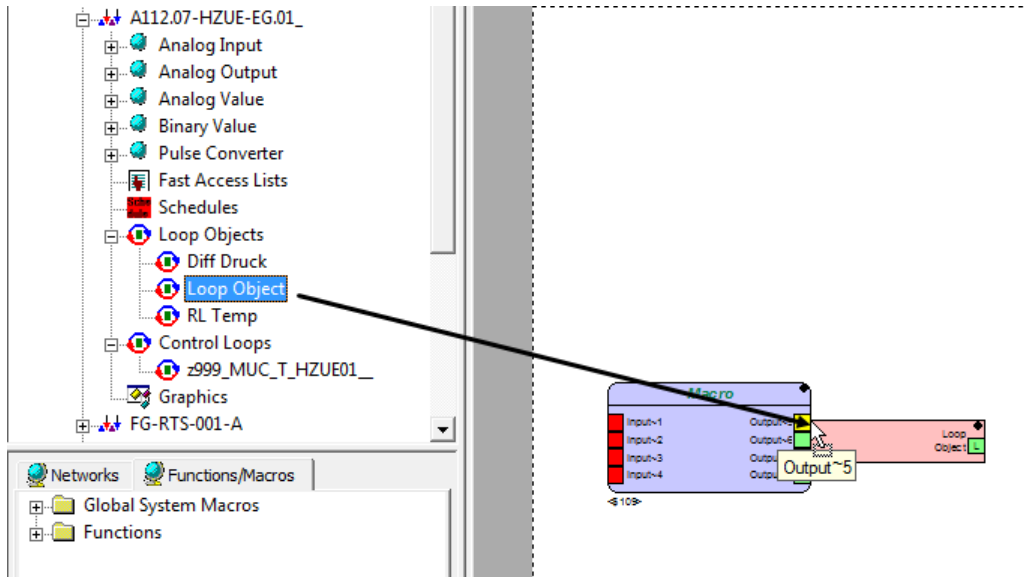 A112.07-HZUE-EG.01_
Analog Input
Analog Output
Analog Value
Binary Value
Pulse Converter
Fast Access Lists
Schedules
Loop Objects
Diff Druck
Loop Object
RL Temp
Control Loops
z999_MUC_T_HZUE01__
Graphics
FG-RTS-001-A
Networks
Functions/Macros
Global System Macros
Functions
Macro
Input~1
Input~2 Output~6
Input~3
Input~4
Output~5
<S 109>
Loop
Object L